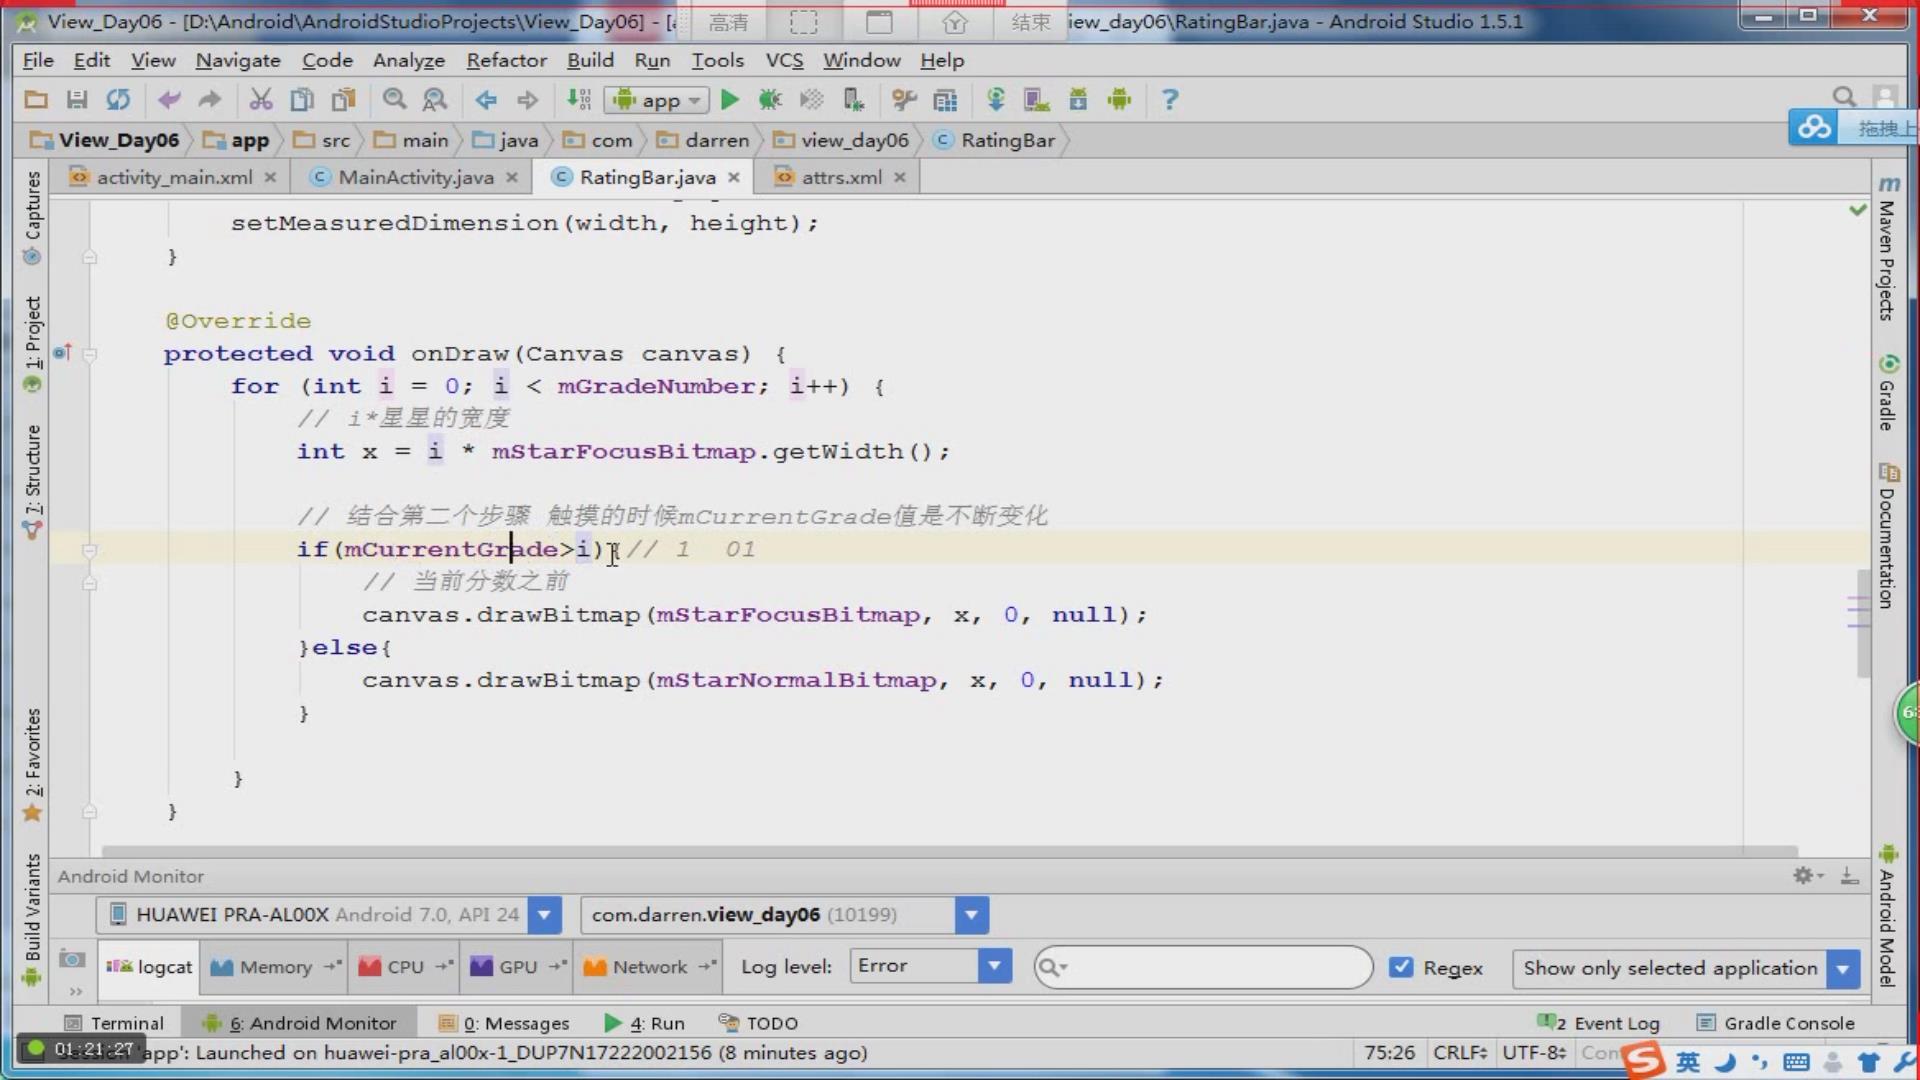 View_Day06 - [D:\Android\AndroidStudioProjects\View_Day06] - [
高清
结束
iew_day06\RatingBar.java - Android Studio 1.5.1
File Edit View Navigate Code Analyze Refactor Build Run Tools VCS Window Help
app
View_Day06 app src main java com darren view_day06 RatingBar
拖拽上
activity_main.xml MainActivity.java RatingBar.java attrs.xml
setMeasuredDimension(width, height);
}
@Override
protected void onDraw(Canvas canvas) {
for (int i = 0; i < mGradeNumber; i++) {
// i*星星的宽度
int x = i * mStarFocusBitmap.getWidth();
// 结合第二个步骤 触摸的时候mCurrentGrade值是不断变化
if(mCurrentGrade>i){// 1 01
// 当前分数之前
canvas.drawBitmap(mStarFocusBitmap, x, 0, null);
}else{
canvas.drawBitmap(mStarNormalBitmap, x, 0, null);
}
}
}
Captures
1: Project
7: Structure
2: Favorites
Build Variants
Maven Projects
Gradle
Documentation
Android Model
Android Monitor
HUAWEI PRA-AL00X Android 7.0, API 24
com.darren.view_day06 (10199)
logcat Memory CPU GPU Network Log level: Error Regex Show only selected application
Terminal 6: Android Monitor 0: Messages 4: Run TODO 2 Event Log Gradle Console
01:21:27 'app': Launched on huawei-pra_al00x-1_DUP7N17222002156 (8 minutes ago) 75:26 CRLF UTF-8 Con
英